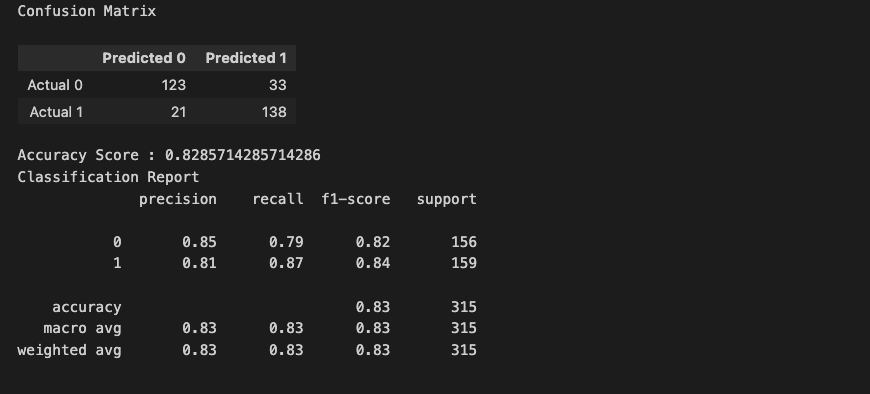 Confusion Matrix
Predicted 0 Predicted 1
Actual 0 123 33
Actual 1 21 138
Accuracy Score : 0.8285714285714286
Classification Report
precision recall f1-score support
0 0.85 0.79 0.82 156
1 0.81 0.87 0.84 159
accuracy 0.83 315
macro avg 0.83 0.83 0.83 315
weighted avg 0.83 0.83 0.83 315